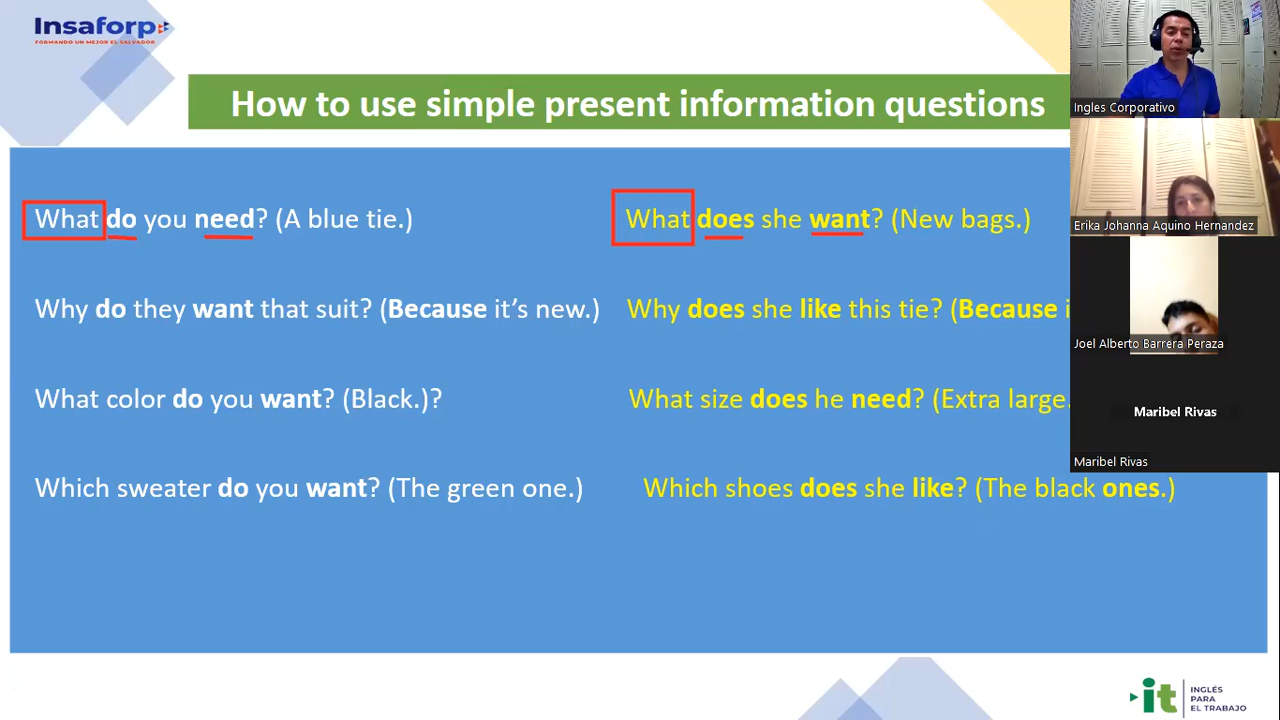 Insaforp
FORMANDO UN MEJOR EL SALVADOR
How to use simple present information questions
What do you need? (A blue tie.)
What does she want? (New bags.)
Why do they want that suit? (Because it's new.)
Why does she like this tie? (Because i
What color do you want? (Black.)?
What size does he need? (Extra large.
Which sweater do you want? (The green one.)
Which shoes does she like? (The black ones.)
Ingles Corporativo
Erika Johanna Aquino Hernandez
Joel Alberto Barrera Peraza
Maribel Rivas
Maribel Rivas
it
INGLÉS
PARA
EL TRABAJO